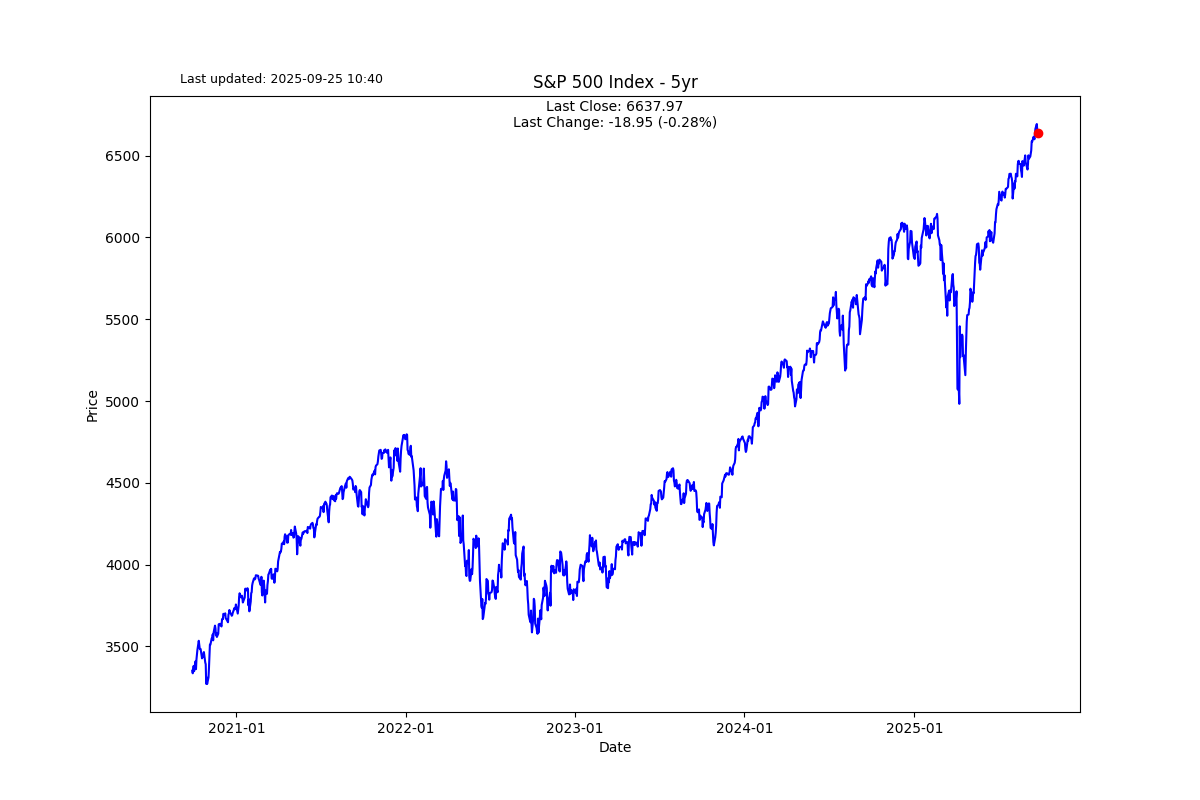 Last updated: 2025-09-25 10:40
S&P 500 Index - 5yr
Last Close: 6637.97
Last Change: -18.95 (-0.28%)
Price
6500
6000
5500
5000
4500
4000
3500
2021-01
2022-01
2023-01
2024-01
2025-01
Date